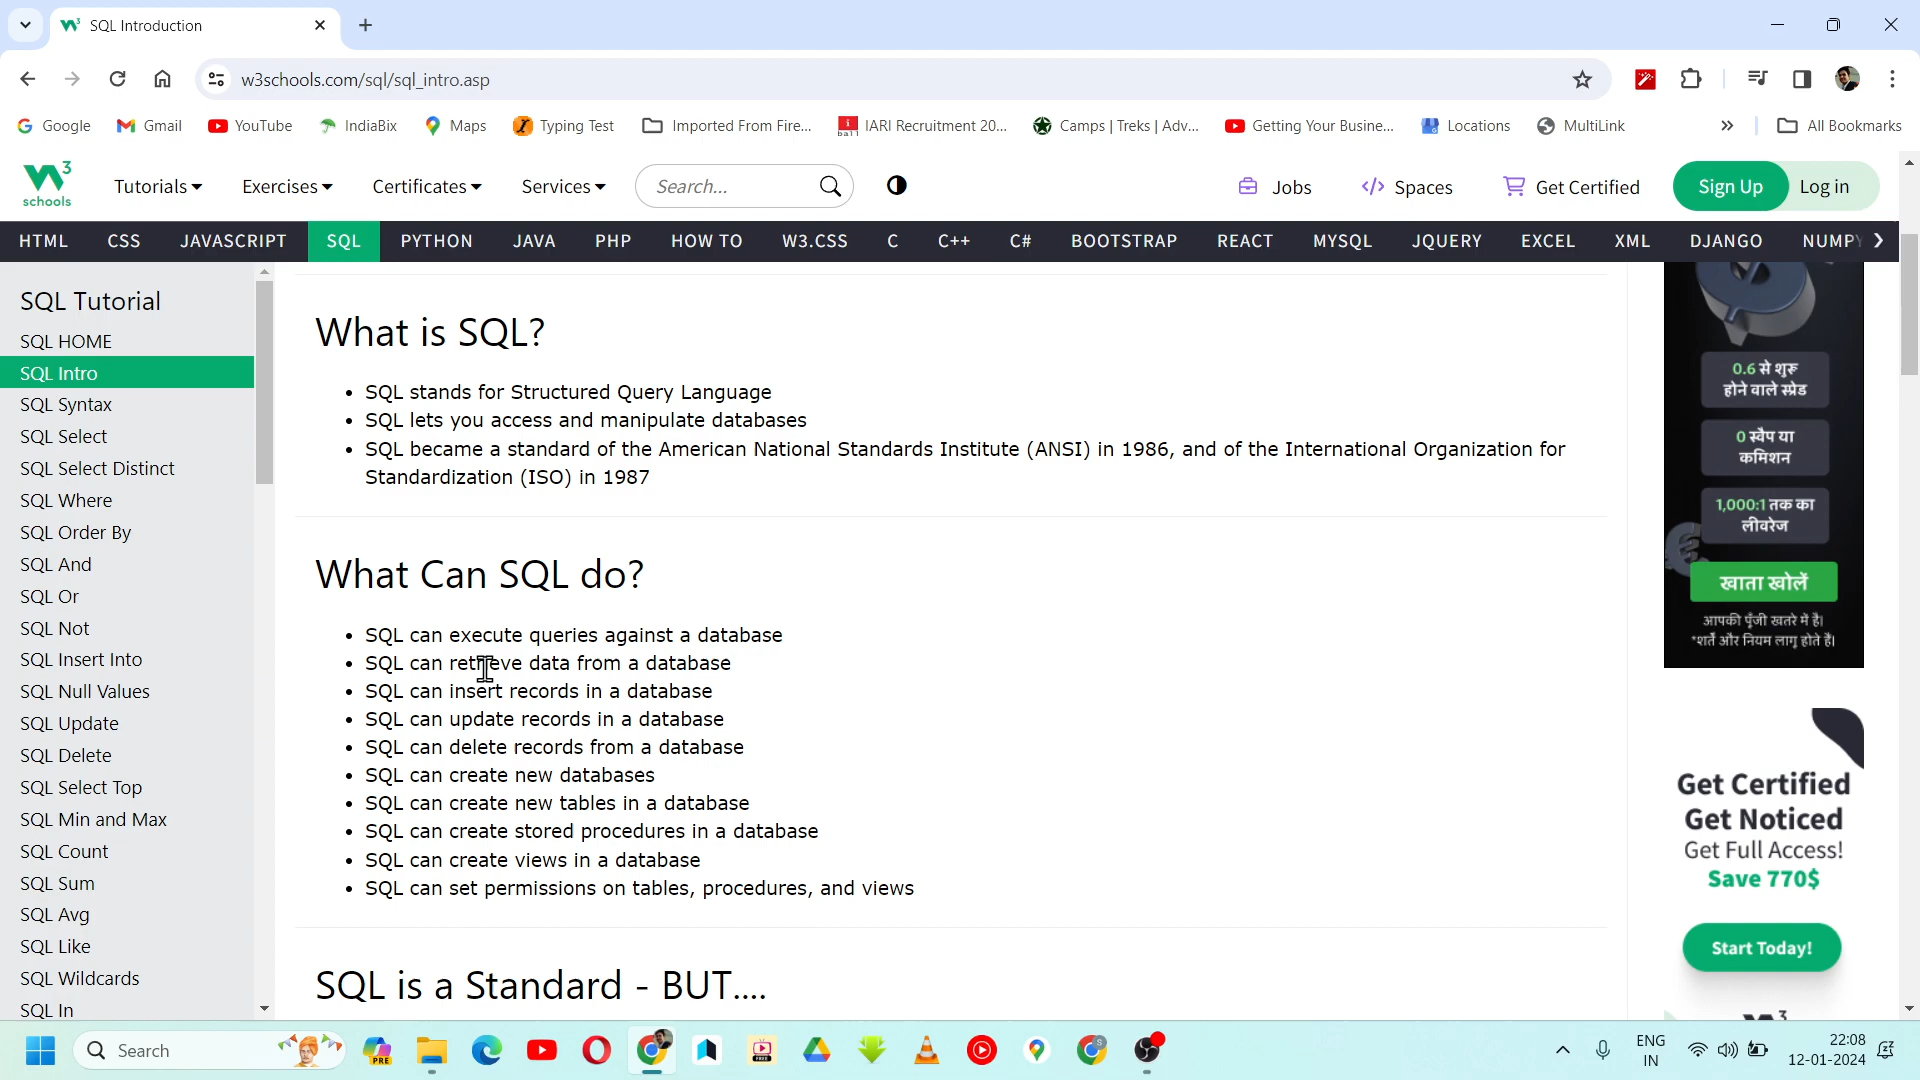 SQL Introduction
w3schools.com/sql/sql_intro.asp
Google Gmail YouTube IndiaBix Maps Typing Test Imported From Fire... IARI Recruitment 20... Camps | Treks | Adv... Getting Your Busine... Locations MultiLink » All Bookmarks
W3 schools Tutorials Exercises Certificates Services Search... Jobs Spaces Get Certified Sign Up Log in
HTML CSS JAVASCRIPT SQL PYTHON JAVA PHP HOW TO W3.CSS C C++ C# BOOTSTRAP REACT MYSQL JQUERY EXCEL XML DJANGO NUMPY
SQL Tutorial
SQL HOME
SQL Intro
SQL Syntax
SQL Select
SQL Select Distinct
SQL Where
SQL Order By
SQL And
SQL Or
SQL Not
SQL Insert Into
SQL Null Values
SQL Update
SQL Delete
SQL Select Top
SQL Min and Max
SQL Count
SQL Sum
SQL Avg
SQL Like
SQL Wildcards
SQL In
What is SQL?
• SQL stands for Structured Query Language
• SQL lets you access and manipulate databases
• SQL became a standard of the American National Standards Institute (ANSI) in 1986, and of the International Organization for
Standardization (ISO) in 1987
What Can SQL do?
• SQL can execute queries against a database
• SQL can retrieve data from a database
• SQL can insert records in a database
• SQL can update records in a database
• SQL can delete records from a database
• SQL can create new databases
• SQL can create new tables in a database
• SQL can create stored procedures in a database
• SQL can create views in a database
• SQL can set permissions on tables, procedures, and views
SQL is a Standard - BUT....
0.6 से शुरू
होने वाले स्प्रेड
0 स्वैप या
कमिशन
1,000:1 तक का
लीवरेज
खाता खोलें
आपकी पूँजी खतरे में है।
*शर्तें और नियम लागू होते हैं।
Get Certified
Get Noticed
Get Full Access!
Save 770$
Start Today!
Search
PRE
FREE
ENG
IN
22:08
12-01-2024